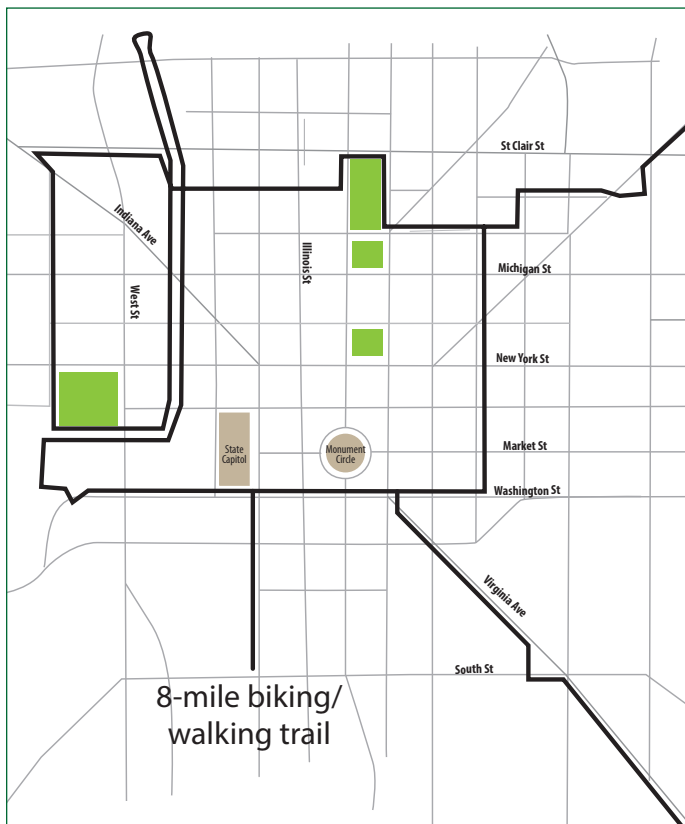 St Clair St
Indiana Ave
Illinois St
Michigan St
West St
New York St
State
Capitol
Monument
Circle
Market St
Washington St
Virginia Ave
South St
8-mile biking/
walking trail